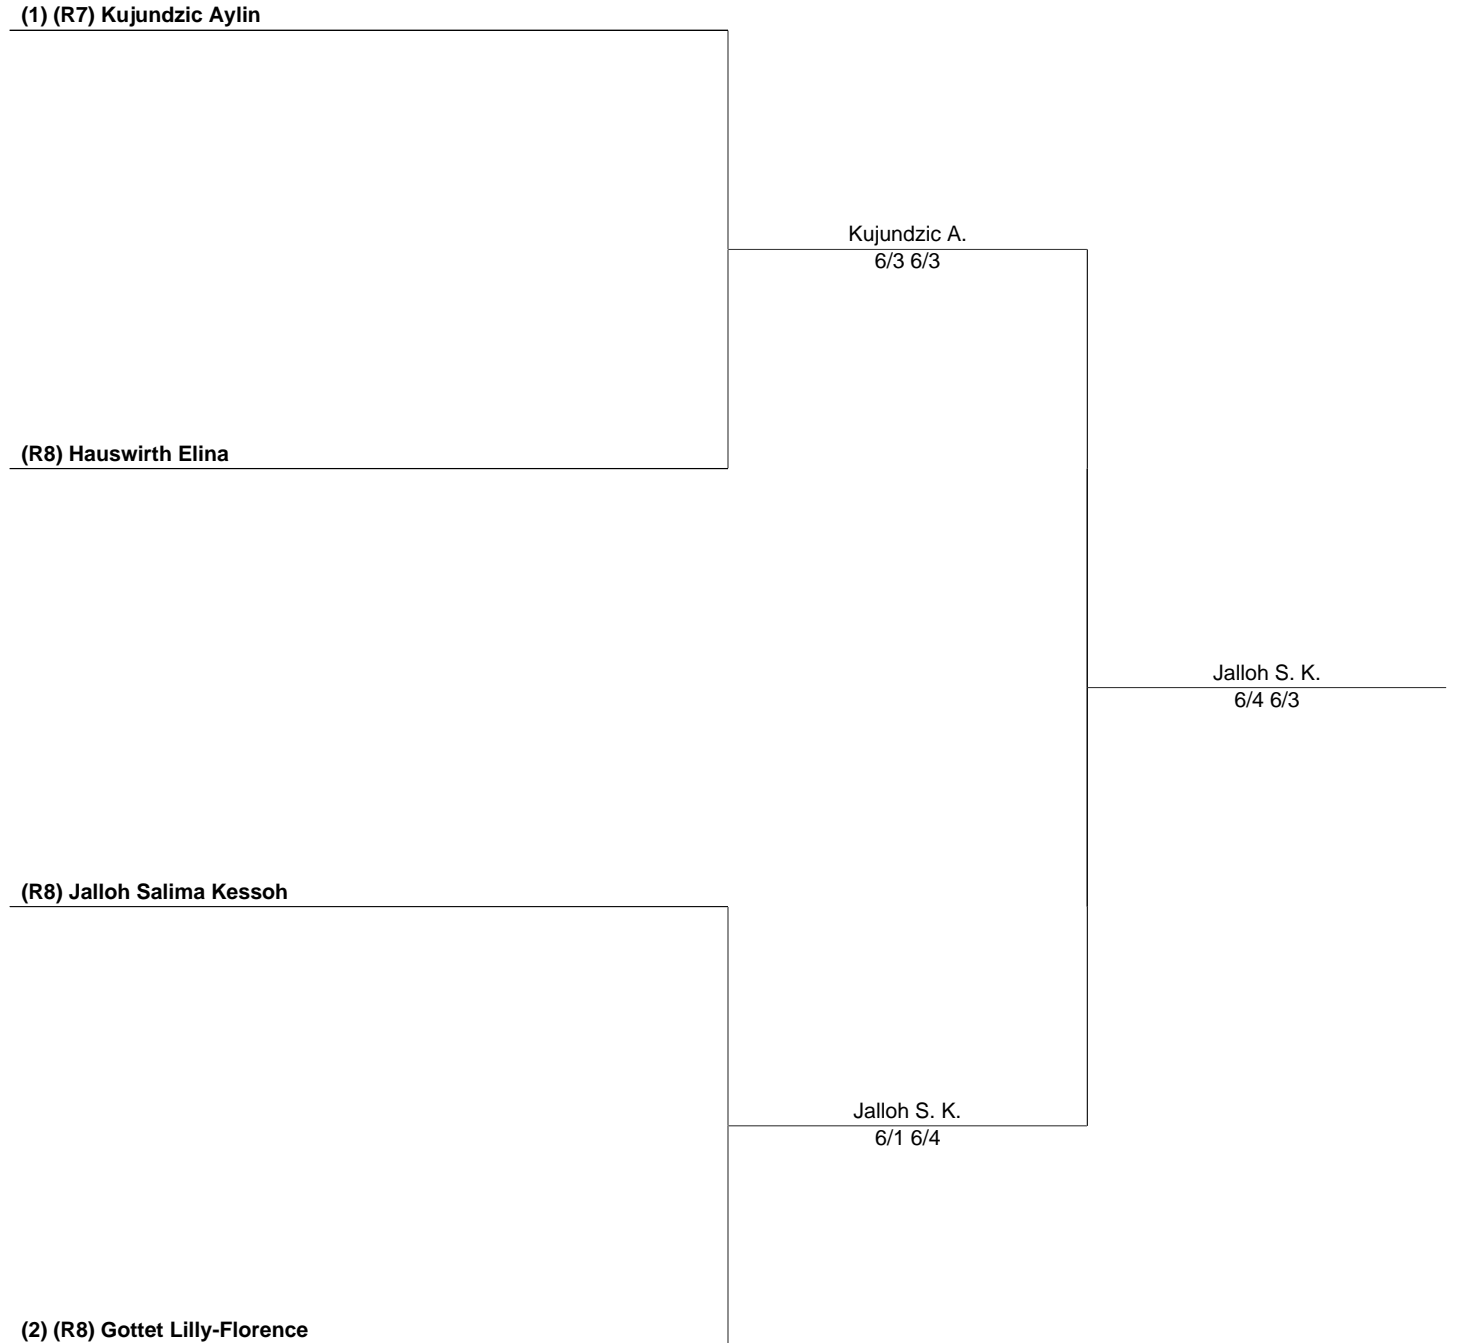 (1) (R7) Kujundzic Aylin
Kujundzic A.
6/3 6/3
(R8) Hauswirth Elina
Jalloh S. K.
6/4 6/3
(R8) Jalloh Salima Kessoh
Jalloh S. K.
6/1 6/4
(2) (R8) Gottet Lilly-Florence